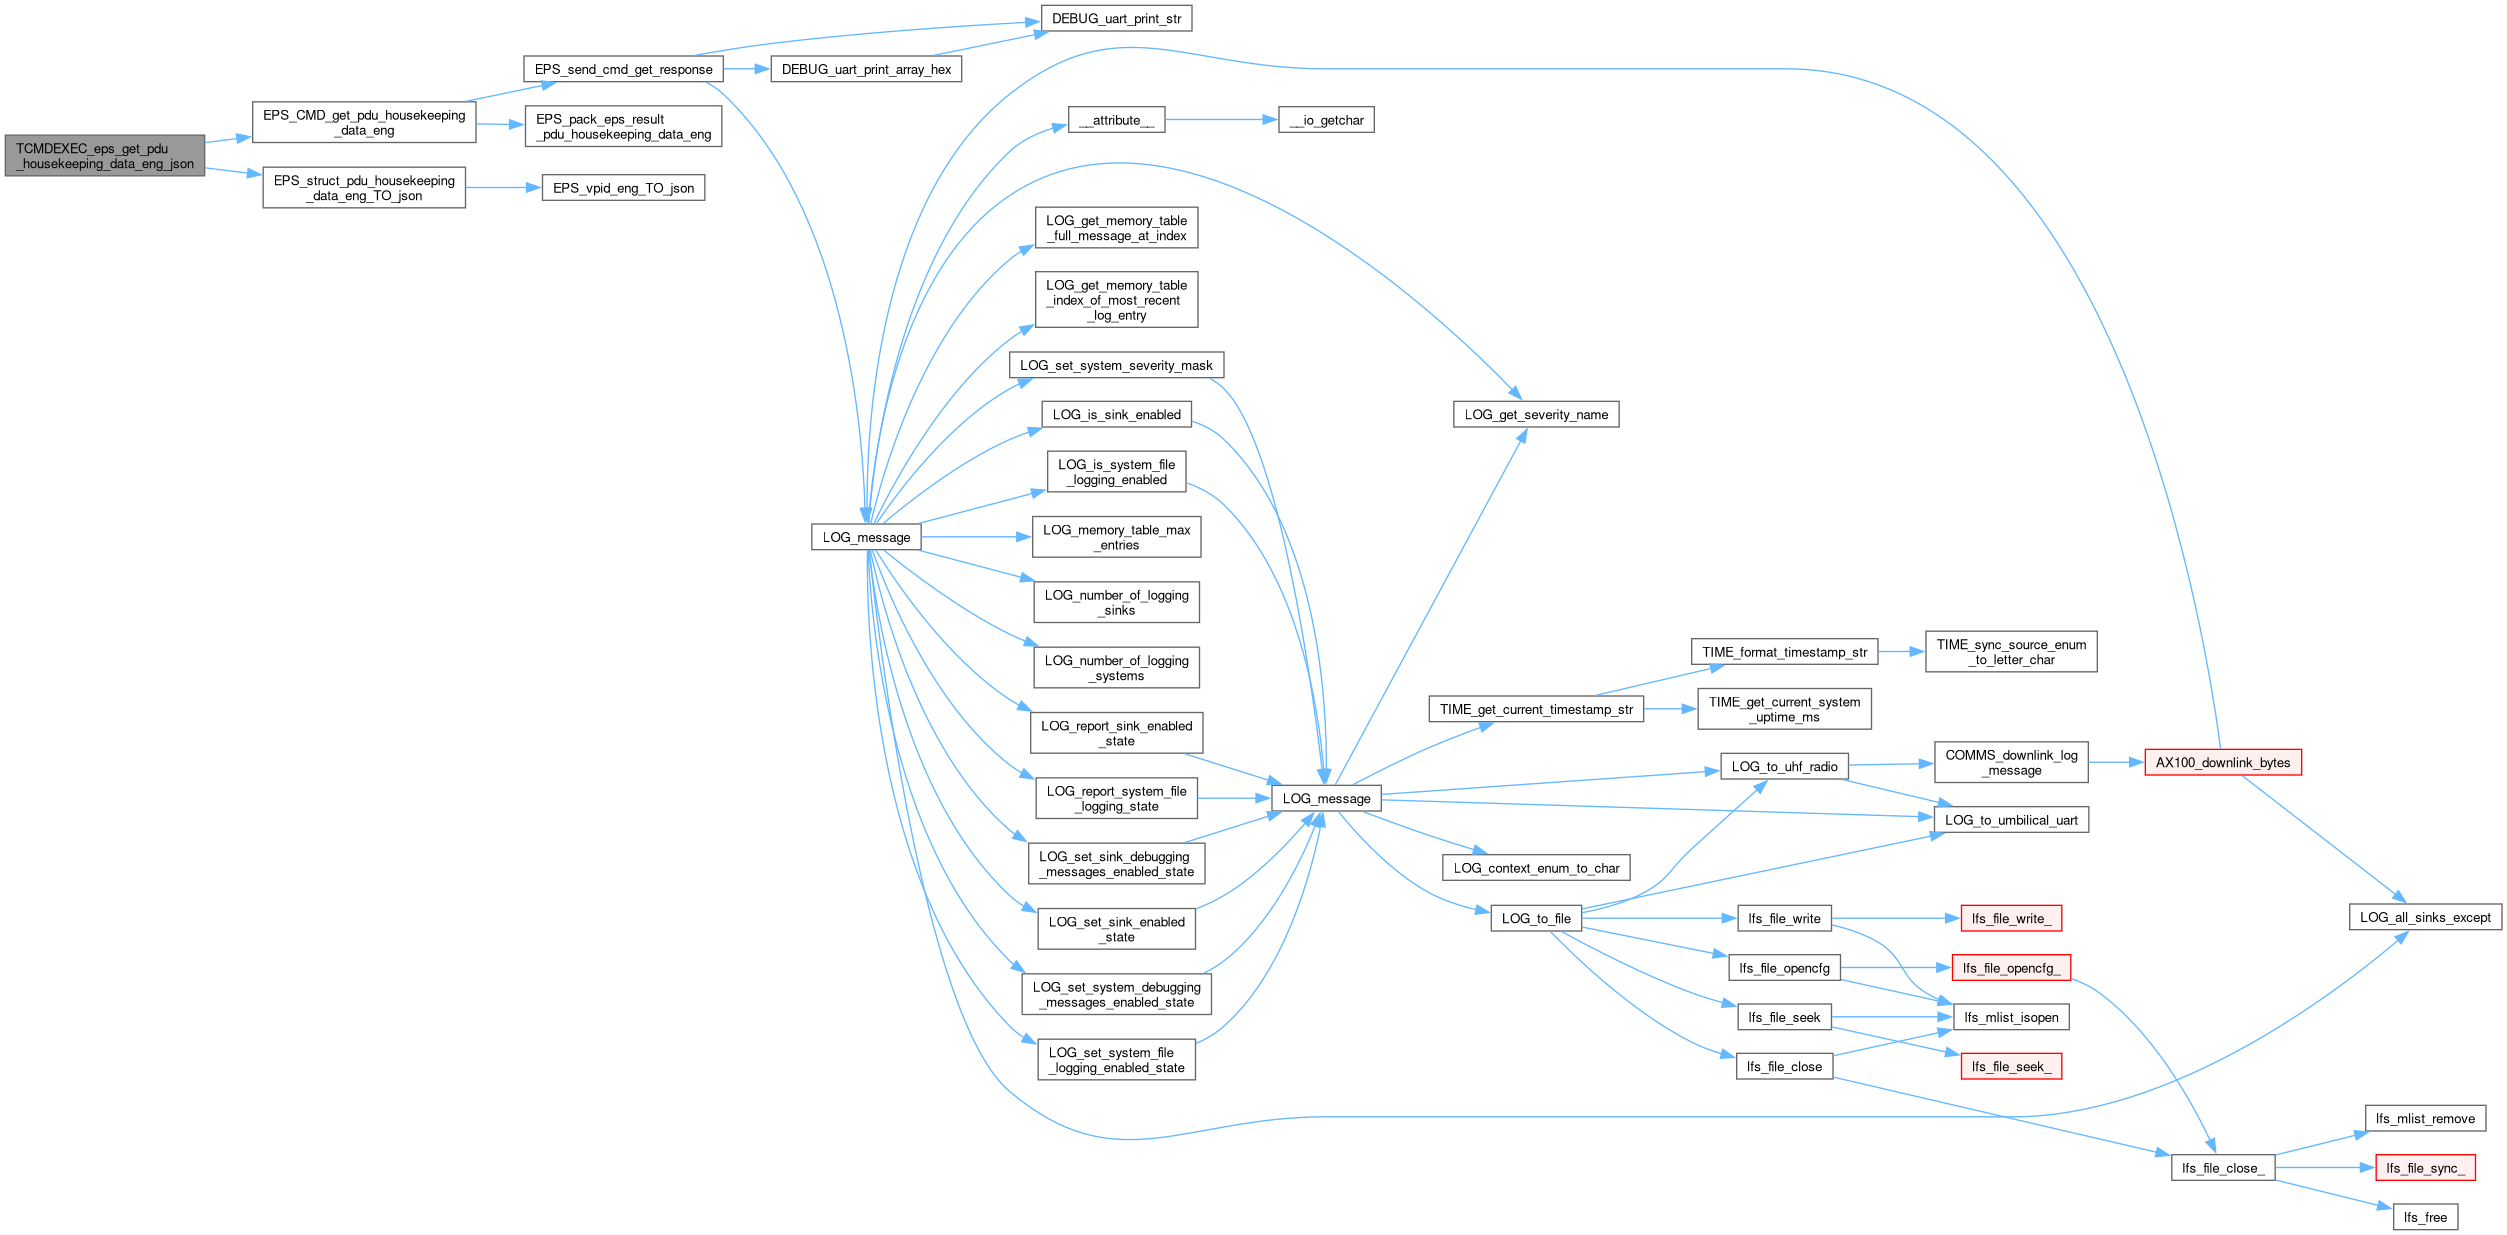 TCMDEXEC_eps_get_pdu
_housekeeping_data_eng_json
EPS_CMD_get_pdu_housekeeping
_data_eng
EPS_struct_pdu_housekeeping
_data_eng_TO_json
EPS_send_cmd_get_response
EPS_pack_eps_result
_pdu_housekeeping_data_eng
EPS_vpid_eng_TO_json
DEBUG_uart_print_array_hex
LOG_message
DEBUG_uart_print_str
__attribute__
LOG_get_memory_table
_full_message_at_index
LOG_get_memory_table
_index_of_most_recent
_log_entry
LOG_set_system_severity_mask
LOG_is_sink_enabled
LOG_is_system_file
_logging_enabled
LOG_memory_table_max
_entries
LOG_number_of_logging
_sinks
LOG_number_of_logging
_systems
LOG_report_sink_enabled
_state
LOG_report_system_file
_logging_state
LOG_set_sink_debugging
_messages_enabled_state
LOG_set_sink_enabled
_state
LOG_set_system_debugging
_messages_enabled_state
LOG_set_system_file
_logging_enabled_state
__io_getchar
LOG_message
LOG_get_severity_name
TIME_get_current_timestamp_str
LOG_context_enum_to_char
LOG_to_file
TIME_format_timestamp_str
TIME_get_current_system
_uptime_ms
LOG_to_uhf_radio
lfs_file_write
lfs_file_opencfg
lfs_file_seek
lfs_file_close
TIME_sync_source_enum
_to_letter_char
COMMS_downlink_log
_message
LOG_to_umbilical_uart
lfs_file_write_
lfs_file_opencfg_
lfs_mlist_isopen
lfs_file_seek_
AX100_downlink_bytes
lfs_file_close_
LOG_all_sinks_except
lfs_mlist_remove
lfs_file_sync_
lfs_free